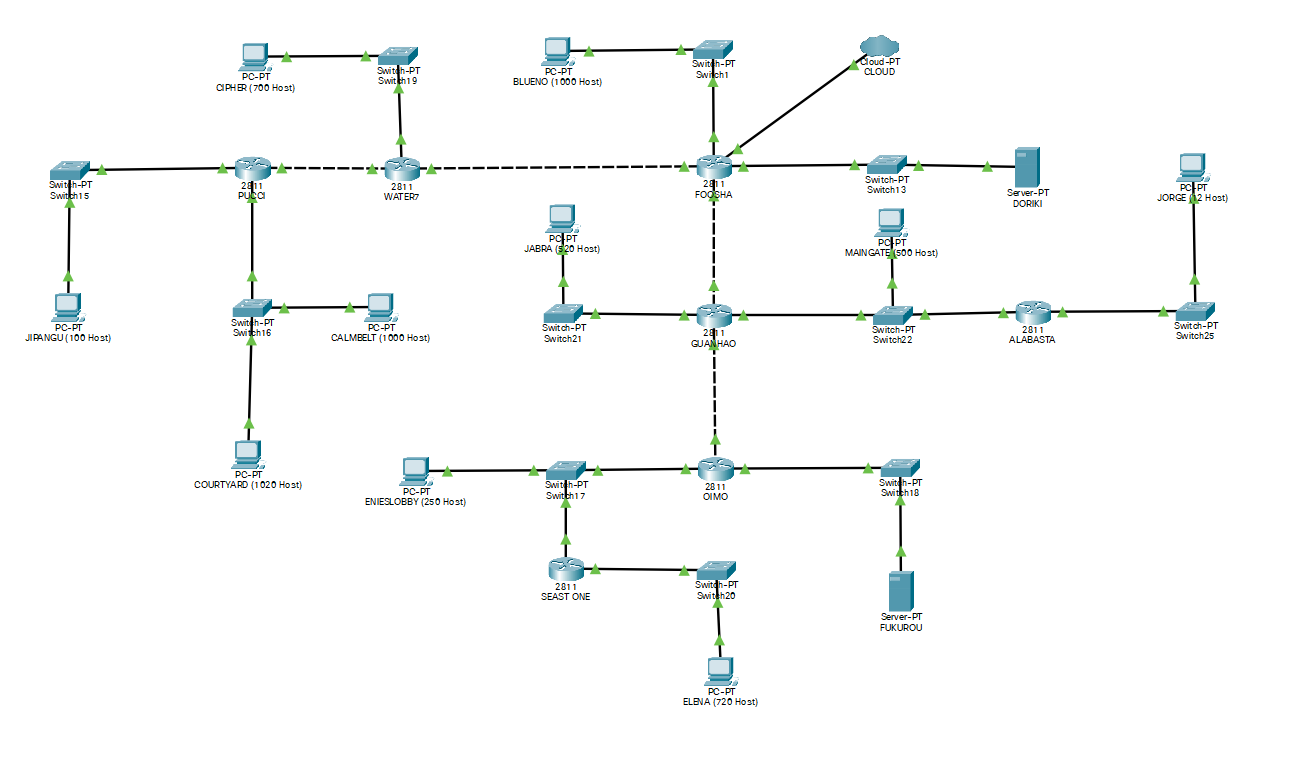 PC-PT
CIPHER (700 Host)
Switch-PT
Switch19
PC-PT
BLUENO (1000 Host)
Switch-PT
Switch1
Cloud-PT
CLOUD
Switch-PT
Switch15
2811
PUCCI
2811
WATER7
2811
FOOSHA
Switch-PT
Switch13
Server-PT
DORIKI
PC-PT
JORGE (12 Host)
PC-PT
JABRA (520 Host)
PC-PT
MAINGATE (500 Host)
PC-PT
JIPANGU (100 Host)
Switch-PT
Switch16
PC-PT
CALMBELT (1000 Host)
Switch-PT
Switch21
2811
GUANHAO
Switch-PT
Switch22
2811
ALABASTA
Switch-PT
Switch25
PC-PT
COURTYARD (1020 Host)
PC-PT
ENIESLOBBY (250 Host)
Switch-PT
Switch17
2811
OIMO
Switch-PT
Switch18
2811
SEAST ONE
Switch-PT
Switch20
Server-PT
FUKUROU
PC-PT
ELENA (720 Host)